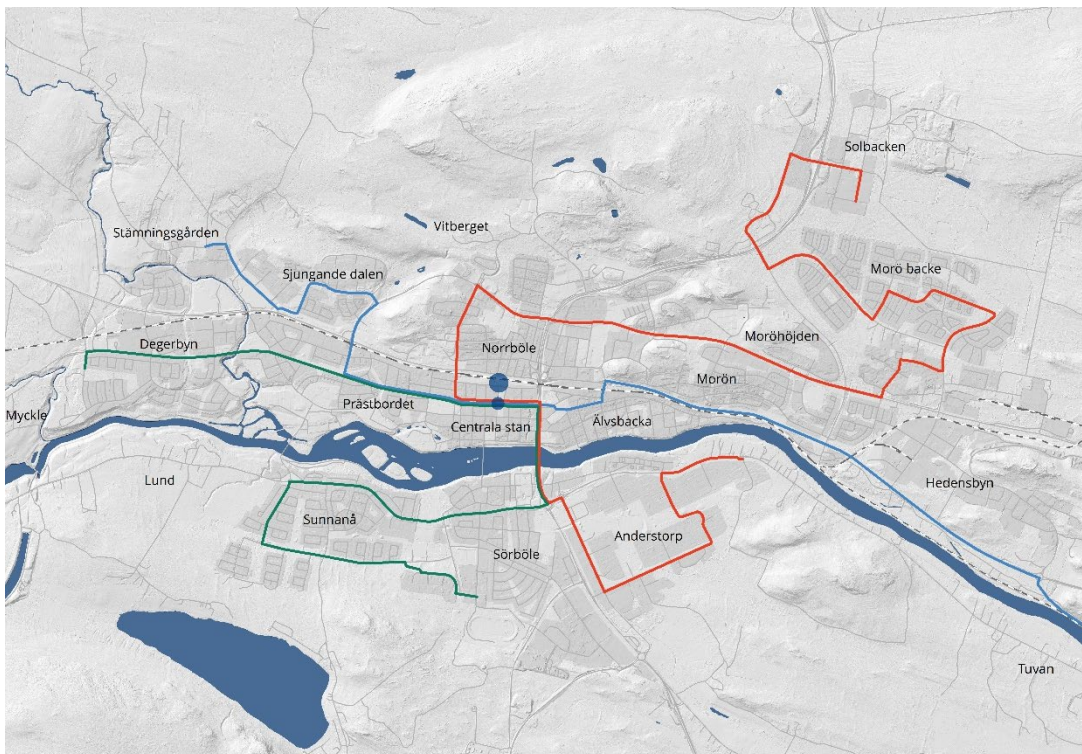 Solbacken
Stämningsgården
Vitberget
Sjungande dalen
Morö backe
Degerbyn
Norrböle
Moröhöjden
Morön
Myckle
Prästbordet
Centrala stan
Älvsbacka
Lund
Hedensbyn
Sunnanå
Anderstorp
Sörböle
Tuvan